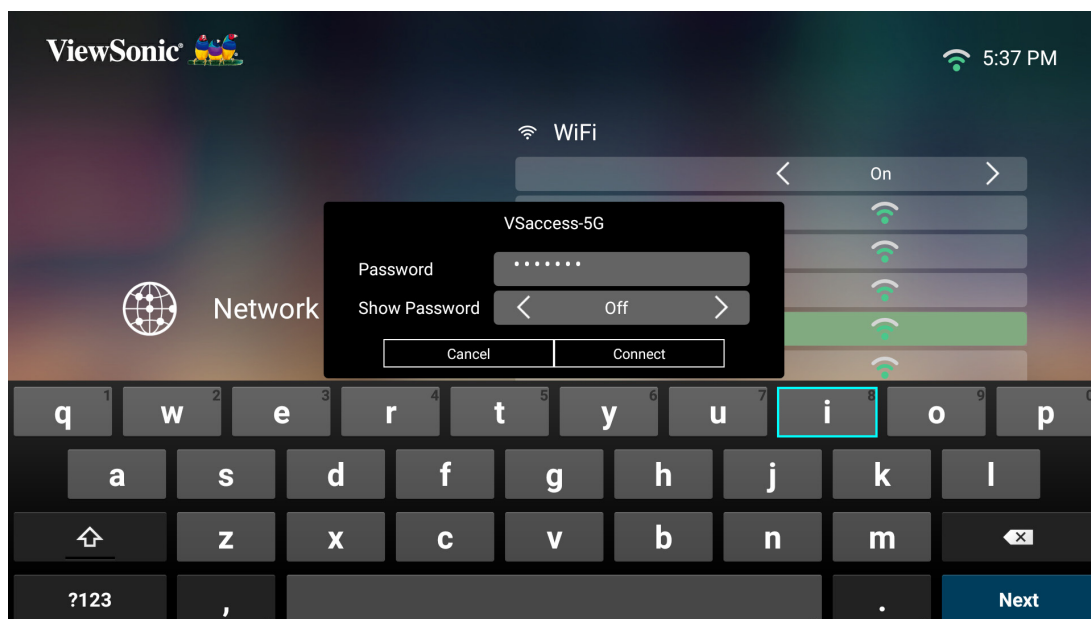 ViewSonic
5:37 PM
WiFi
On
VSaccess-5G
Password •••••••
Network
Show Password Off
Cancel Connect
q 1 w 2 e 3 r 4 t 5 y 6 u 7 i 8 o 9 p 0
a s d f g h j k l
z x c v b n m
?123 , . Next